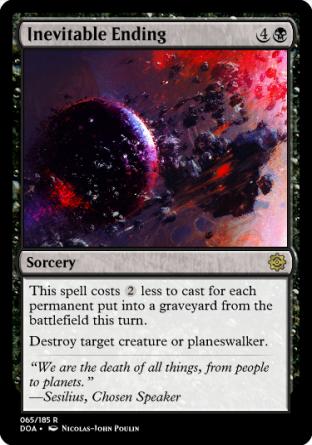 Inevitable Ending 4
Sorcery
This spell costs 2 less to cast for each
permanent put into a graveyard from the
battlefield this turn.
Destroy target creature or planeswalker.
“We are the death of all things, from people
to planets.”
—Sesilius, Chosen Speaker
065/185 R
DOA • Nicolas-John Poulin